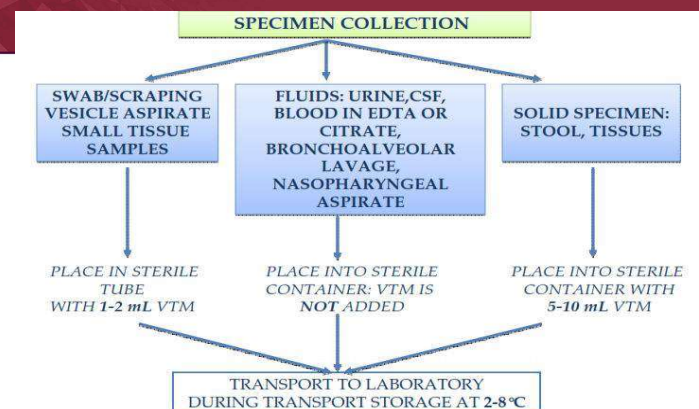 SPECIMEN COLLECTION
SWAB/SCRAPING
VESICLE ASPIRATE
SMALL TISSUE
SAMPLES
FLUIDS: URINE,CSF,
BLOOD IN EDTA OR
CITRATE,
BRONCHOALVEOLAR
LAVAGE,
NASOPHARYNGEAL
ASPIRATE
SOLID SPECIMEN:
STOOL, TISSUES
PLACE IN STERILE
TUBE
WITH 1-2 mL VTM
PLACE INTO STERILE
CONTAINER: VTM IS
NOT ADDED
PLACE INTO STERILE
CONTAINER WITH
5-10 mL VTM
TRANSPORT TO LABORATORY
DURING TRANSPORT STORAGE AT 2-8 °C